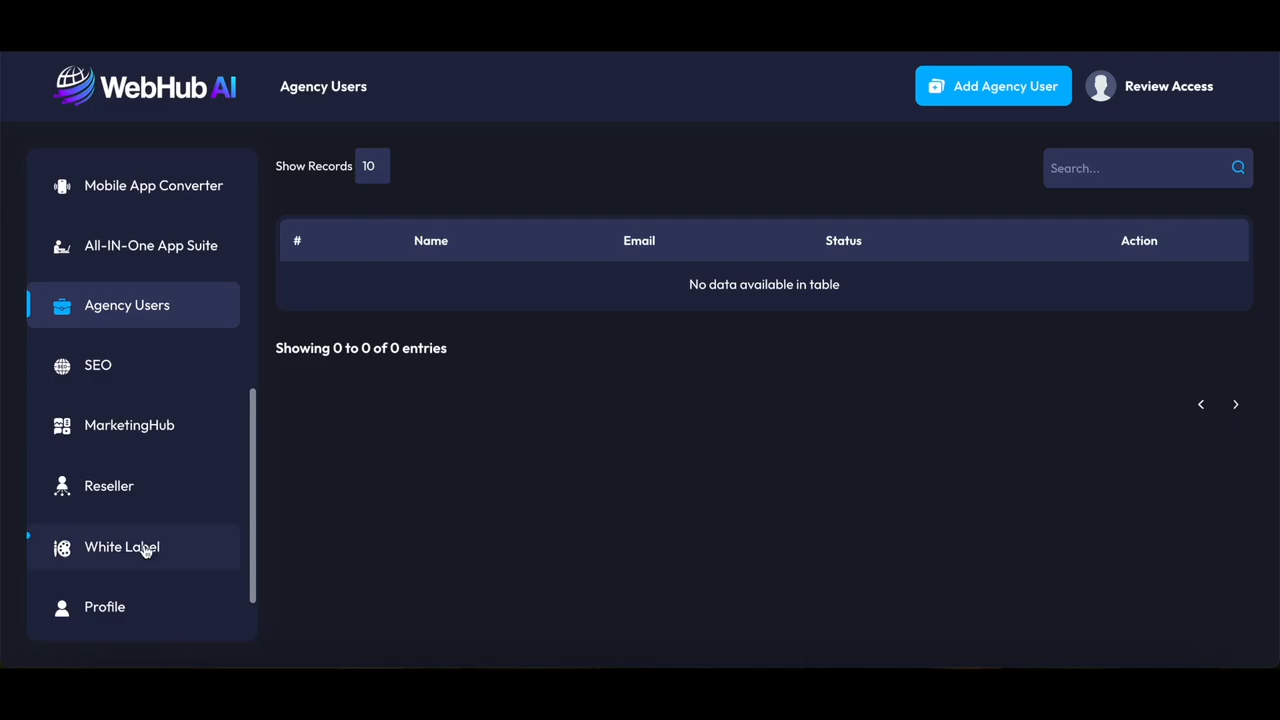 WebHub AI
Agency Users
Add Agency User
Review Access
Mobile App Converter
All-IN-One App Suite
Agency Users
SEO
MarketingHub
Reseller
White Label
Profile
Show Records 10
Search...
# Name Email Status Action
No data available in table
Showing 0 to 0 of 0 entries